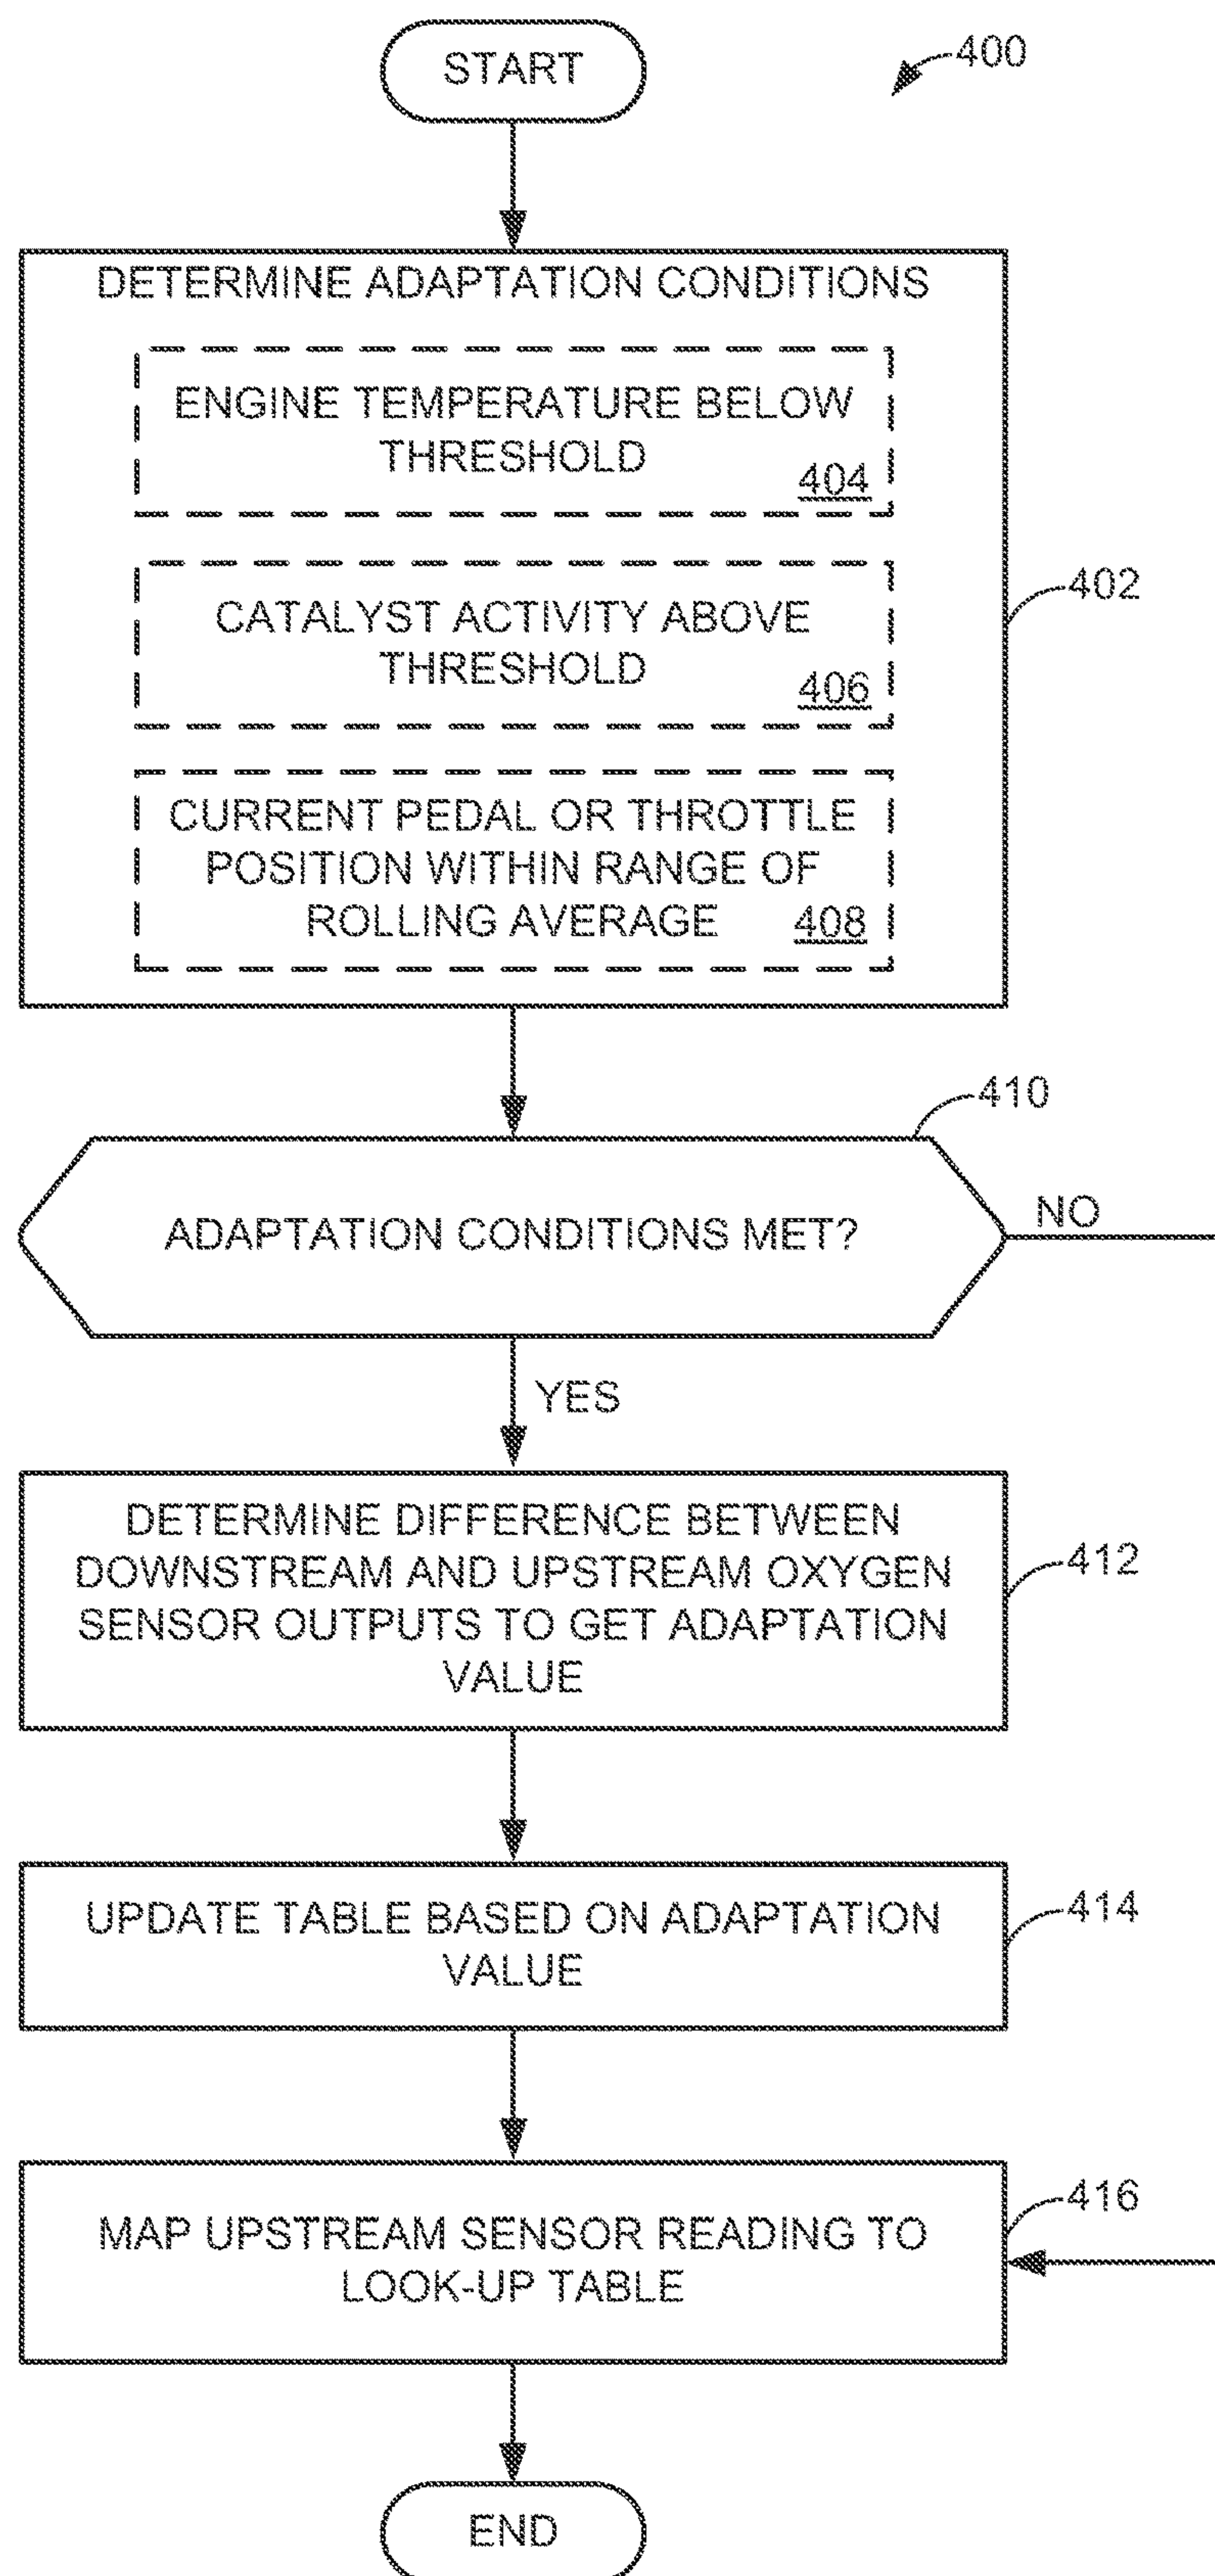 START
400
DETERMINE ADAPTATION CONDITIONS
ENGINE TEMPERATURE BELOW
THRESHOLD
404
CATALYST ACTIVITY ABOVE
THRESHOLD
406
402
CURRENT PEDAL OR THROTTLE
POSITION WITHIN RANGE OF
ROLLING AVERAGE
408
410
ADAPTATION CONDITIONS MET?
NO
YES
DETERMINE DIFFERENCE BETWEEN
DOWNSTREAM AND UPSTREAM OXYGEN
SENSOR OUTPUTS TO GET ADAPTATION
VALUE
412
UPDATE TABLE BASED ON ADAPTATION
VALUE
414
MAP UPSTREAM SENSOR READING TO
LOOK-UP TABLE
416
END